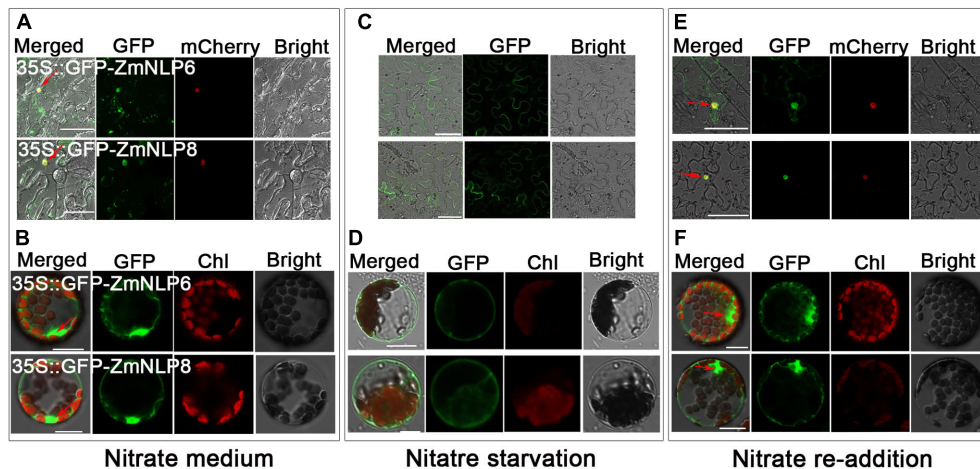 A
Merged GFP mCherry Bright
35S::GFP-ZmNLP6
35S::GFP-ZmNLP8
B
Merged GFP Chl Bright
35S::GFP-ZmNLP6
35S::GFP-ZmNLP8
Nitrate medium
C
Merged GFP Bright
D
Merged GFP Chl Bright
Nitatre starvation
E
Merged GFP mCherry Bright
F
Merged GFP Chl Bright
Nitrate re-addition